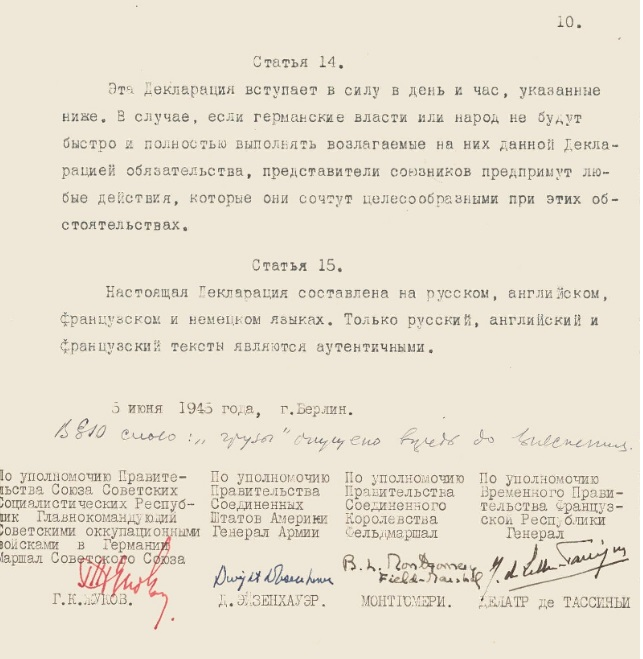 10.
Статья 14.
Эта Декларация вступает в силу в день и час, указанные
ниже. В случае, если германские власти или народ не будут
быстро и полностью выполнять возлагаемые на них данной Декла-
рацией обязательства, представители союзников предпримут лю-
бые действия, которые они сочтут целесообразными при этих об-
стоятельствах.
Статья 15.
Настоящая Декларация составлена на русском, английском,
французском и немецком языках. Только русский, английский и
французский тексты являются аутентичными.
5 июня 1945 года, г.Берлин.
В §10 слово: „грузы" опущено впредь до выяснения.
По уполномочию Правите-
льства Союза Советских
Социалистических Респуб-
лик Главнокомандующий
Советскими оккупационными
войсками в Германии
Маршал Советского Союза
Г.К.ЖУКОВ.
По уполномочию
Правительства
Соединенных
Штатов Америки
Генерал Армии
Dwight D Eisenhower
Д.ЭЙЗЕНХАУЭР.
По уполномочию
Правительства
Соединенного
Королевства
Фельдмаршал
B. L. Montgomery
Field-Marshal
МОНТГОМЕРИ.
По уполномочию
Временного Прави-
тельства Француз-
ской Республики
Генерал
ДЕЛАТР де ТАССИНЬИ